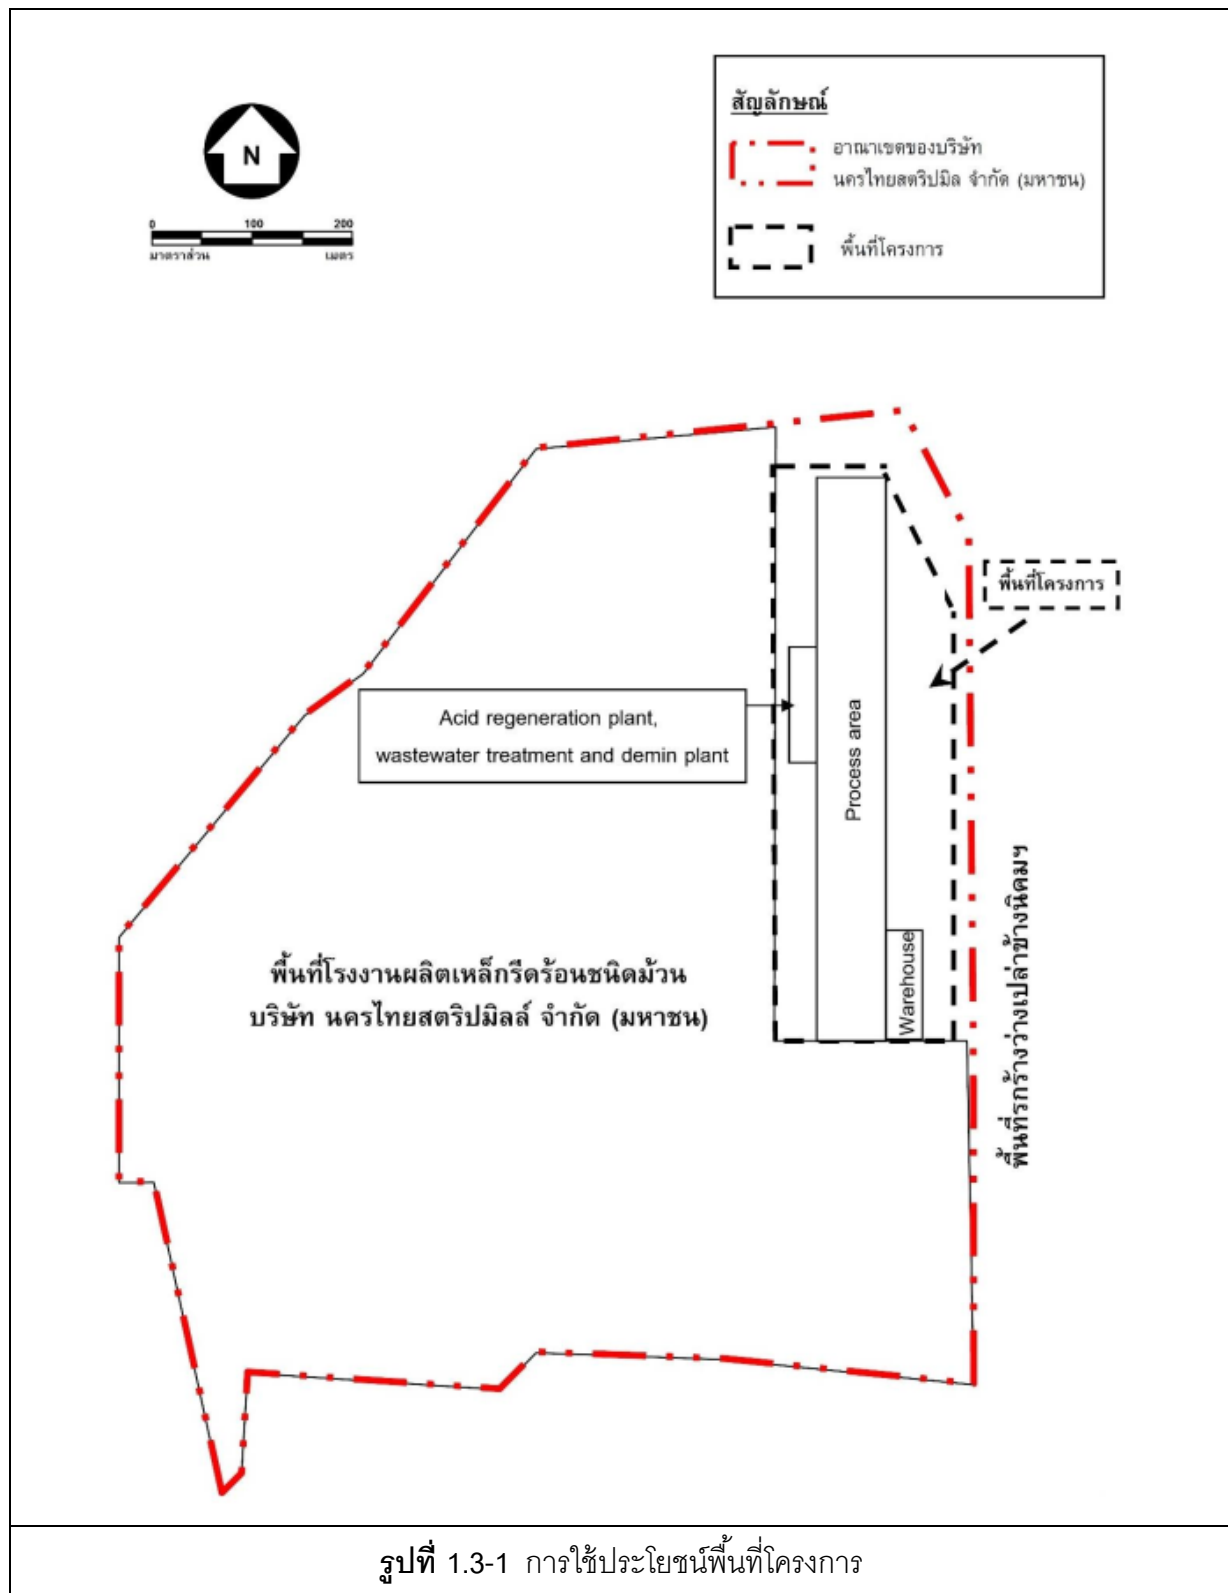 N
0 100 200
มาตราส่วน เมตร
สัญลักษณ์
อาณาเขตของบริษัท
นครไทยสตริปมิล จำกัด (มหาชน)
พื้นที่โครงการ
พื้นที่โครงการ
Acid regeneration plant,
wastewater treatment and demin plant
Process area
Warehouse
พื้นที่รกร้างว่างเปล่าข้างนิคมฯ
พื้นที่โรงงานผลิตเหล็กรีดร้อนชนิดม้วน
บริษัท นครไทยสตริปมิลล์ จำกัด (มหาชน)
รูปที่ 1.3-1 การใช้ประโยชน์พื้นที่โครงการ